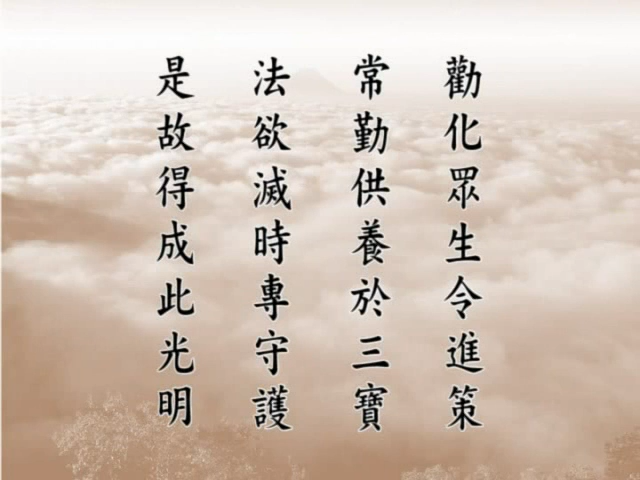 勸化眾生令進策
常勤供養於三寶
法欲滅時專守護
是故得成此光明